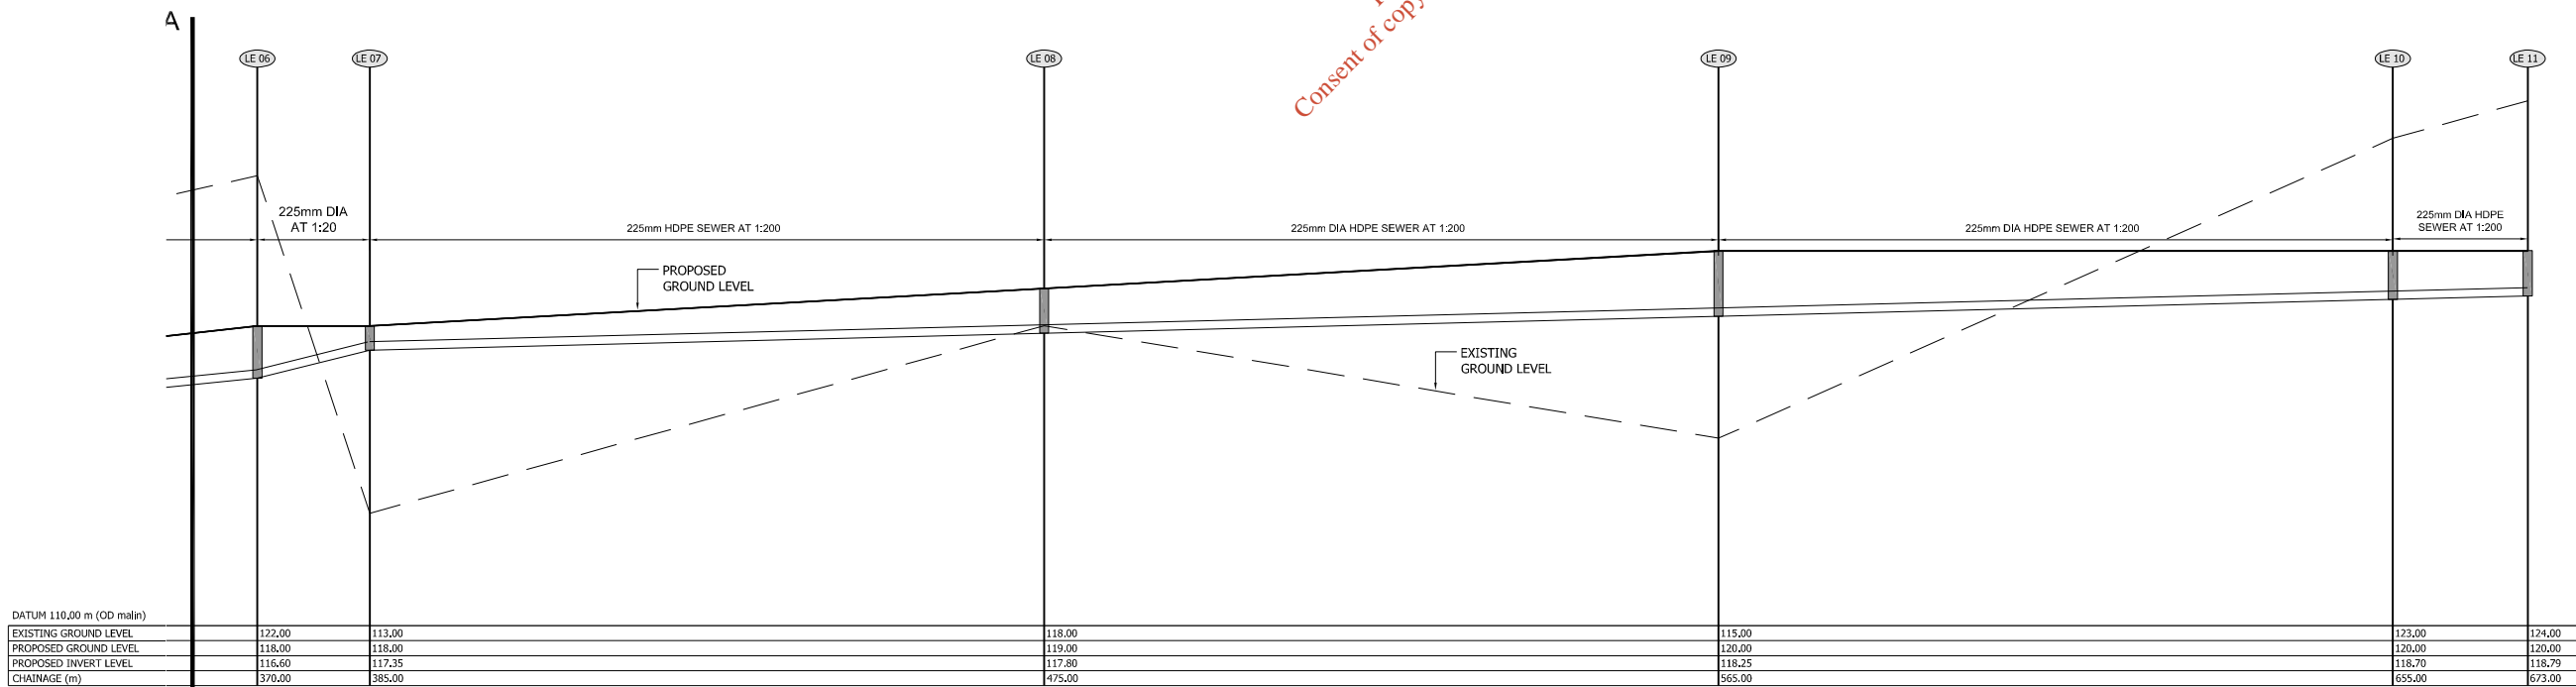 A
Consent of copy
LE 06
LE 07
LE 08
LE 09
LE 10
LE 11
225mm DIA
AT 1:20
225mm HDPE SEWER AT 1:200
225mm DIA HDPE SEWER AT 1:200
225mm DIA HDPE SEWER AT 1:200
225mm DIA HDPE
SEWER AT 1:200
PROPOSED
GROUND LEVEL
EXISTING
GROUND LEVEL
DATUM 110.00 m (OD malin)
EXISTING GROUND LEVEL 122.00 113.00 118.00 115.00 123.00 124.00
PROPOSED GROUND LEVEL 118.00 118.00 119.00 120.00 120.00 120.00
PROPOSED INVERT LEVEL 116.60 117.35 117.80 118.25 118.70 118.79
CHAINAGE (m) 370.00 385.00 475.00 565.00 655.00 673.00